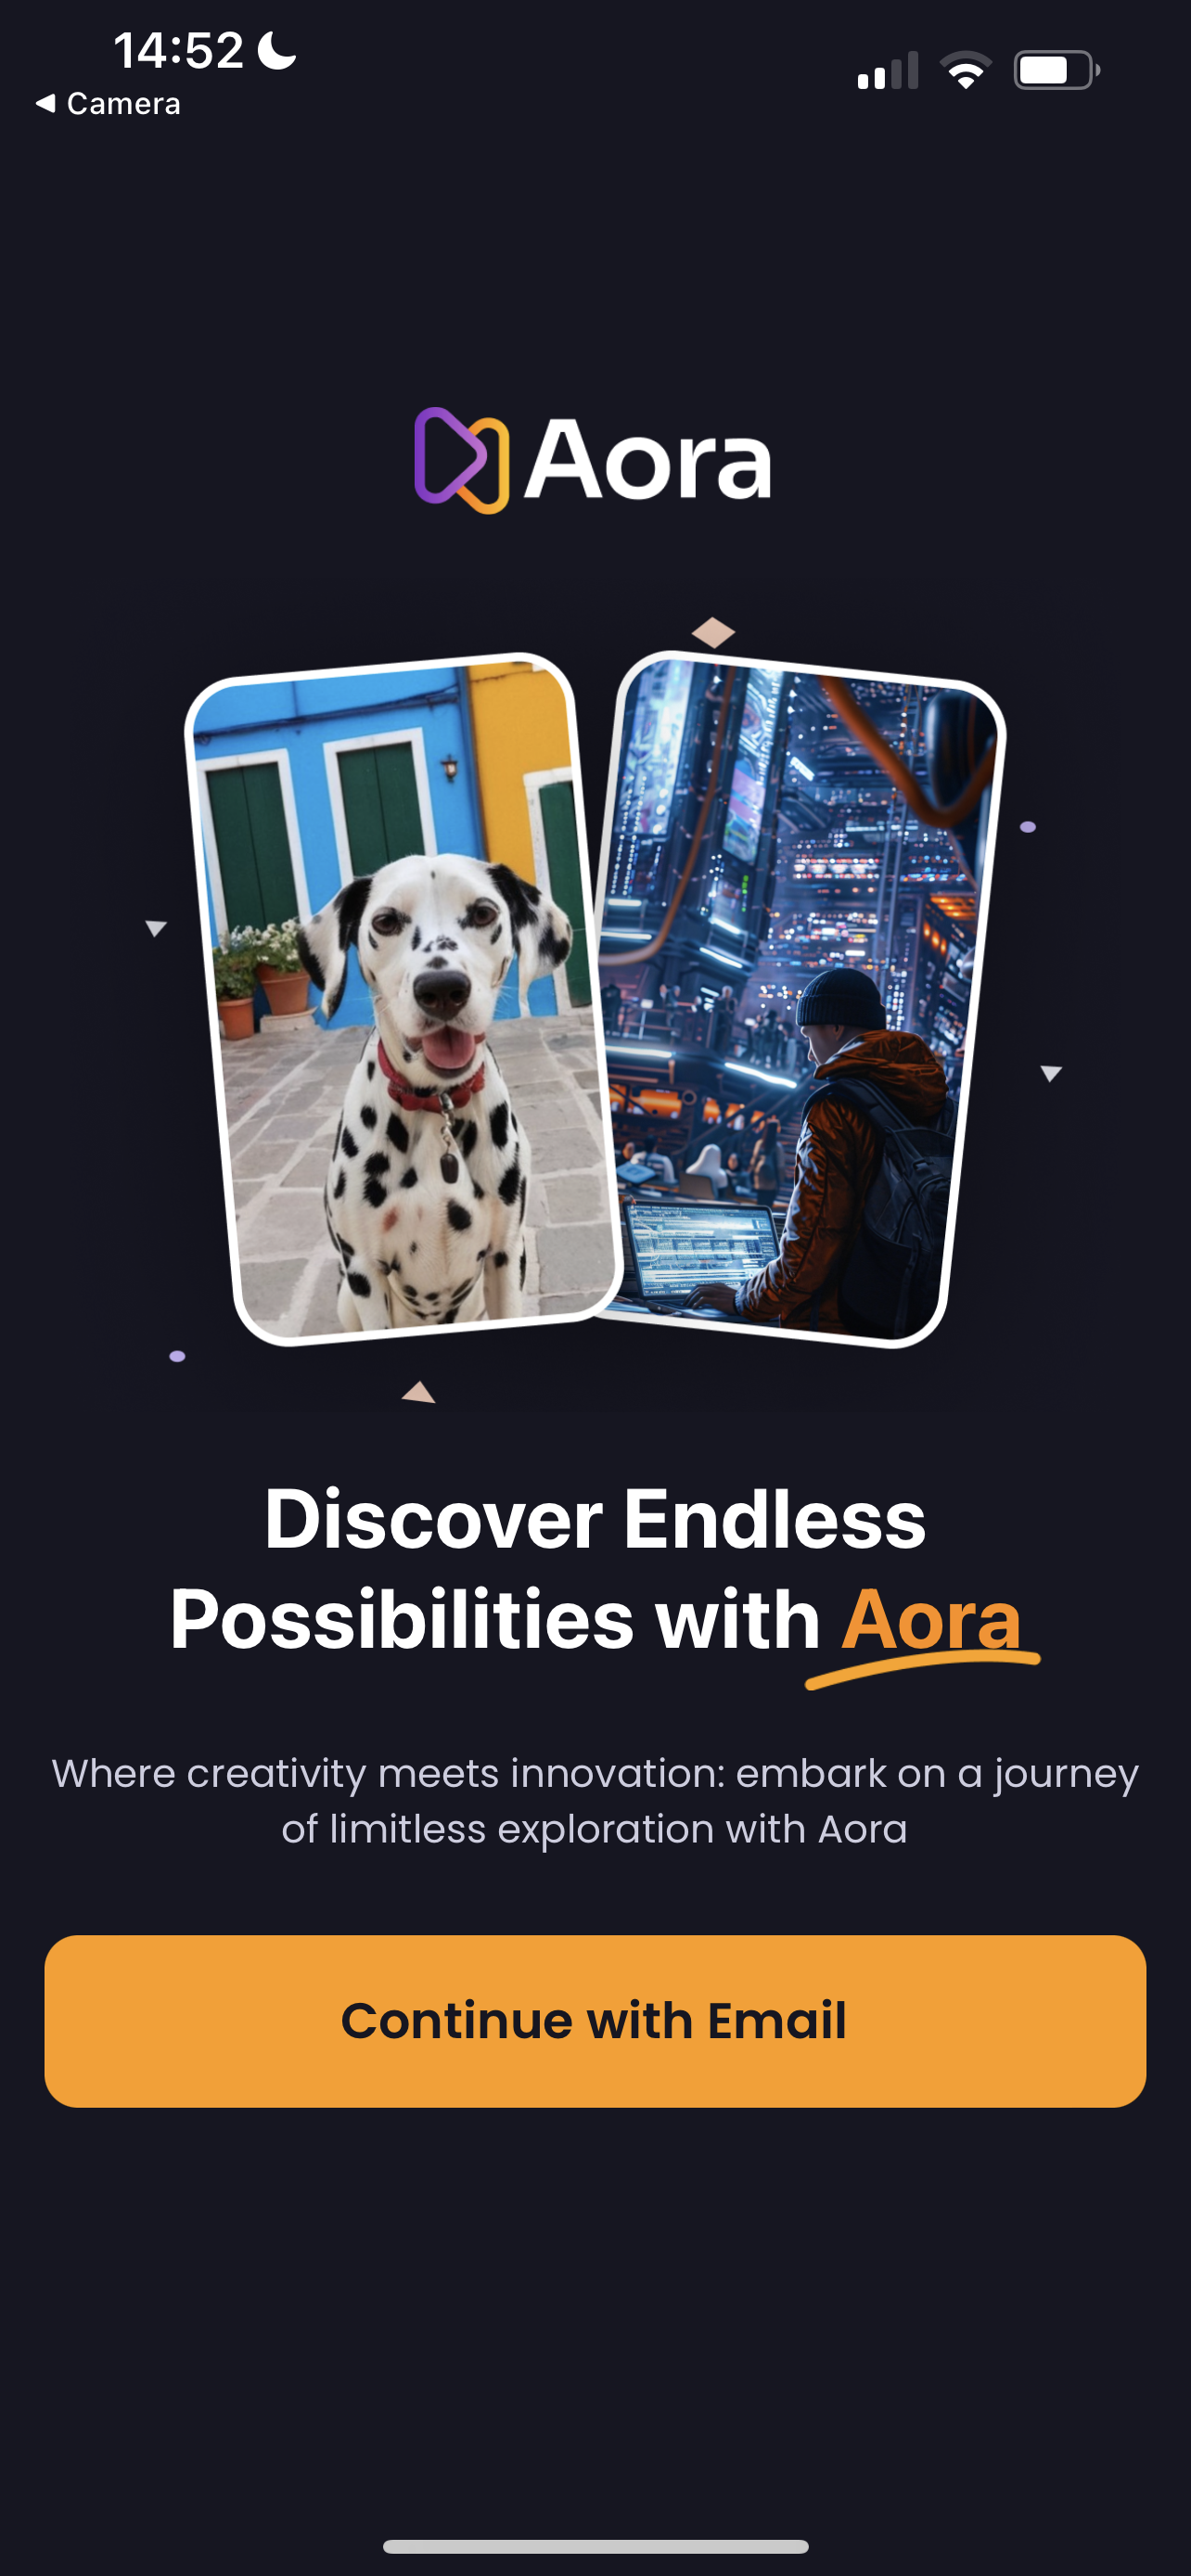 14:52
Camera
Aora
Discover Endless
Possibilities with Aora
Where creativity meets innovation: embark on a journey
of limitless exploration with Aora
Continue with Email